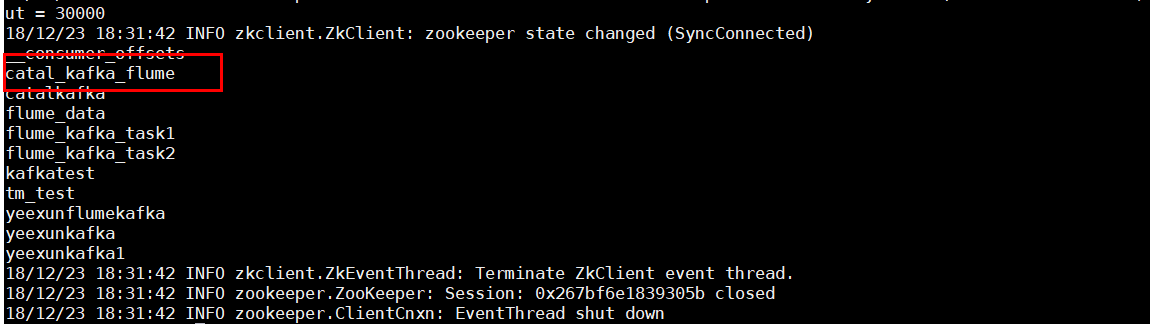 ut = 30000
18/12/23 18:31:42 INFO zkclient.ZkClient: zookeeper state changed (SyncConnected)
__consumer_offsets
catal_kafka_flume
catalkafka
flume_data
flume_kafka_task1
flume_kafka_task2
kafkatest
tm_test
yeexunflumekafka
yeexunkafka
yeexunkafka1
18/12/23 18:31:42 INFO zkclient.ZkEventThread: Terminate ZkClient event thread.
18/12/23 18:31:42 INFO zookeeper.ZooKeeper: Session: 0x267bf6e1839305b closed
18/12/23 18:31:42 INFO zookeeper.ClientCnxn: EventThread shut down